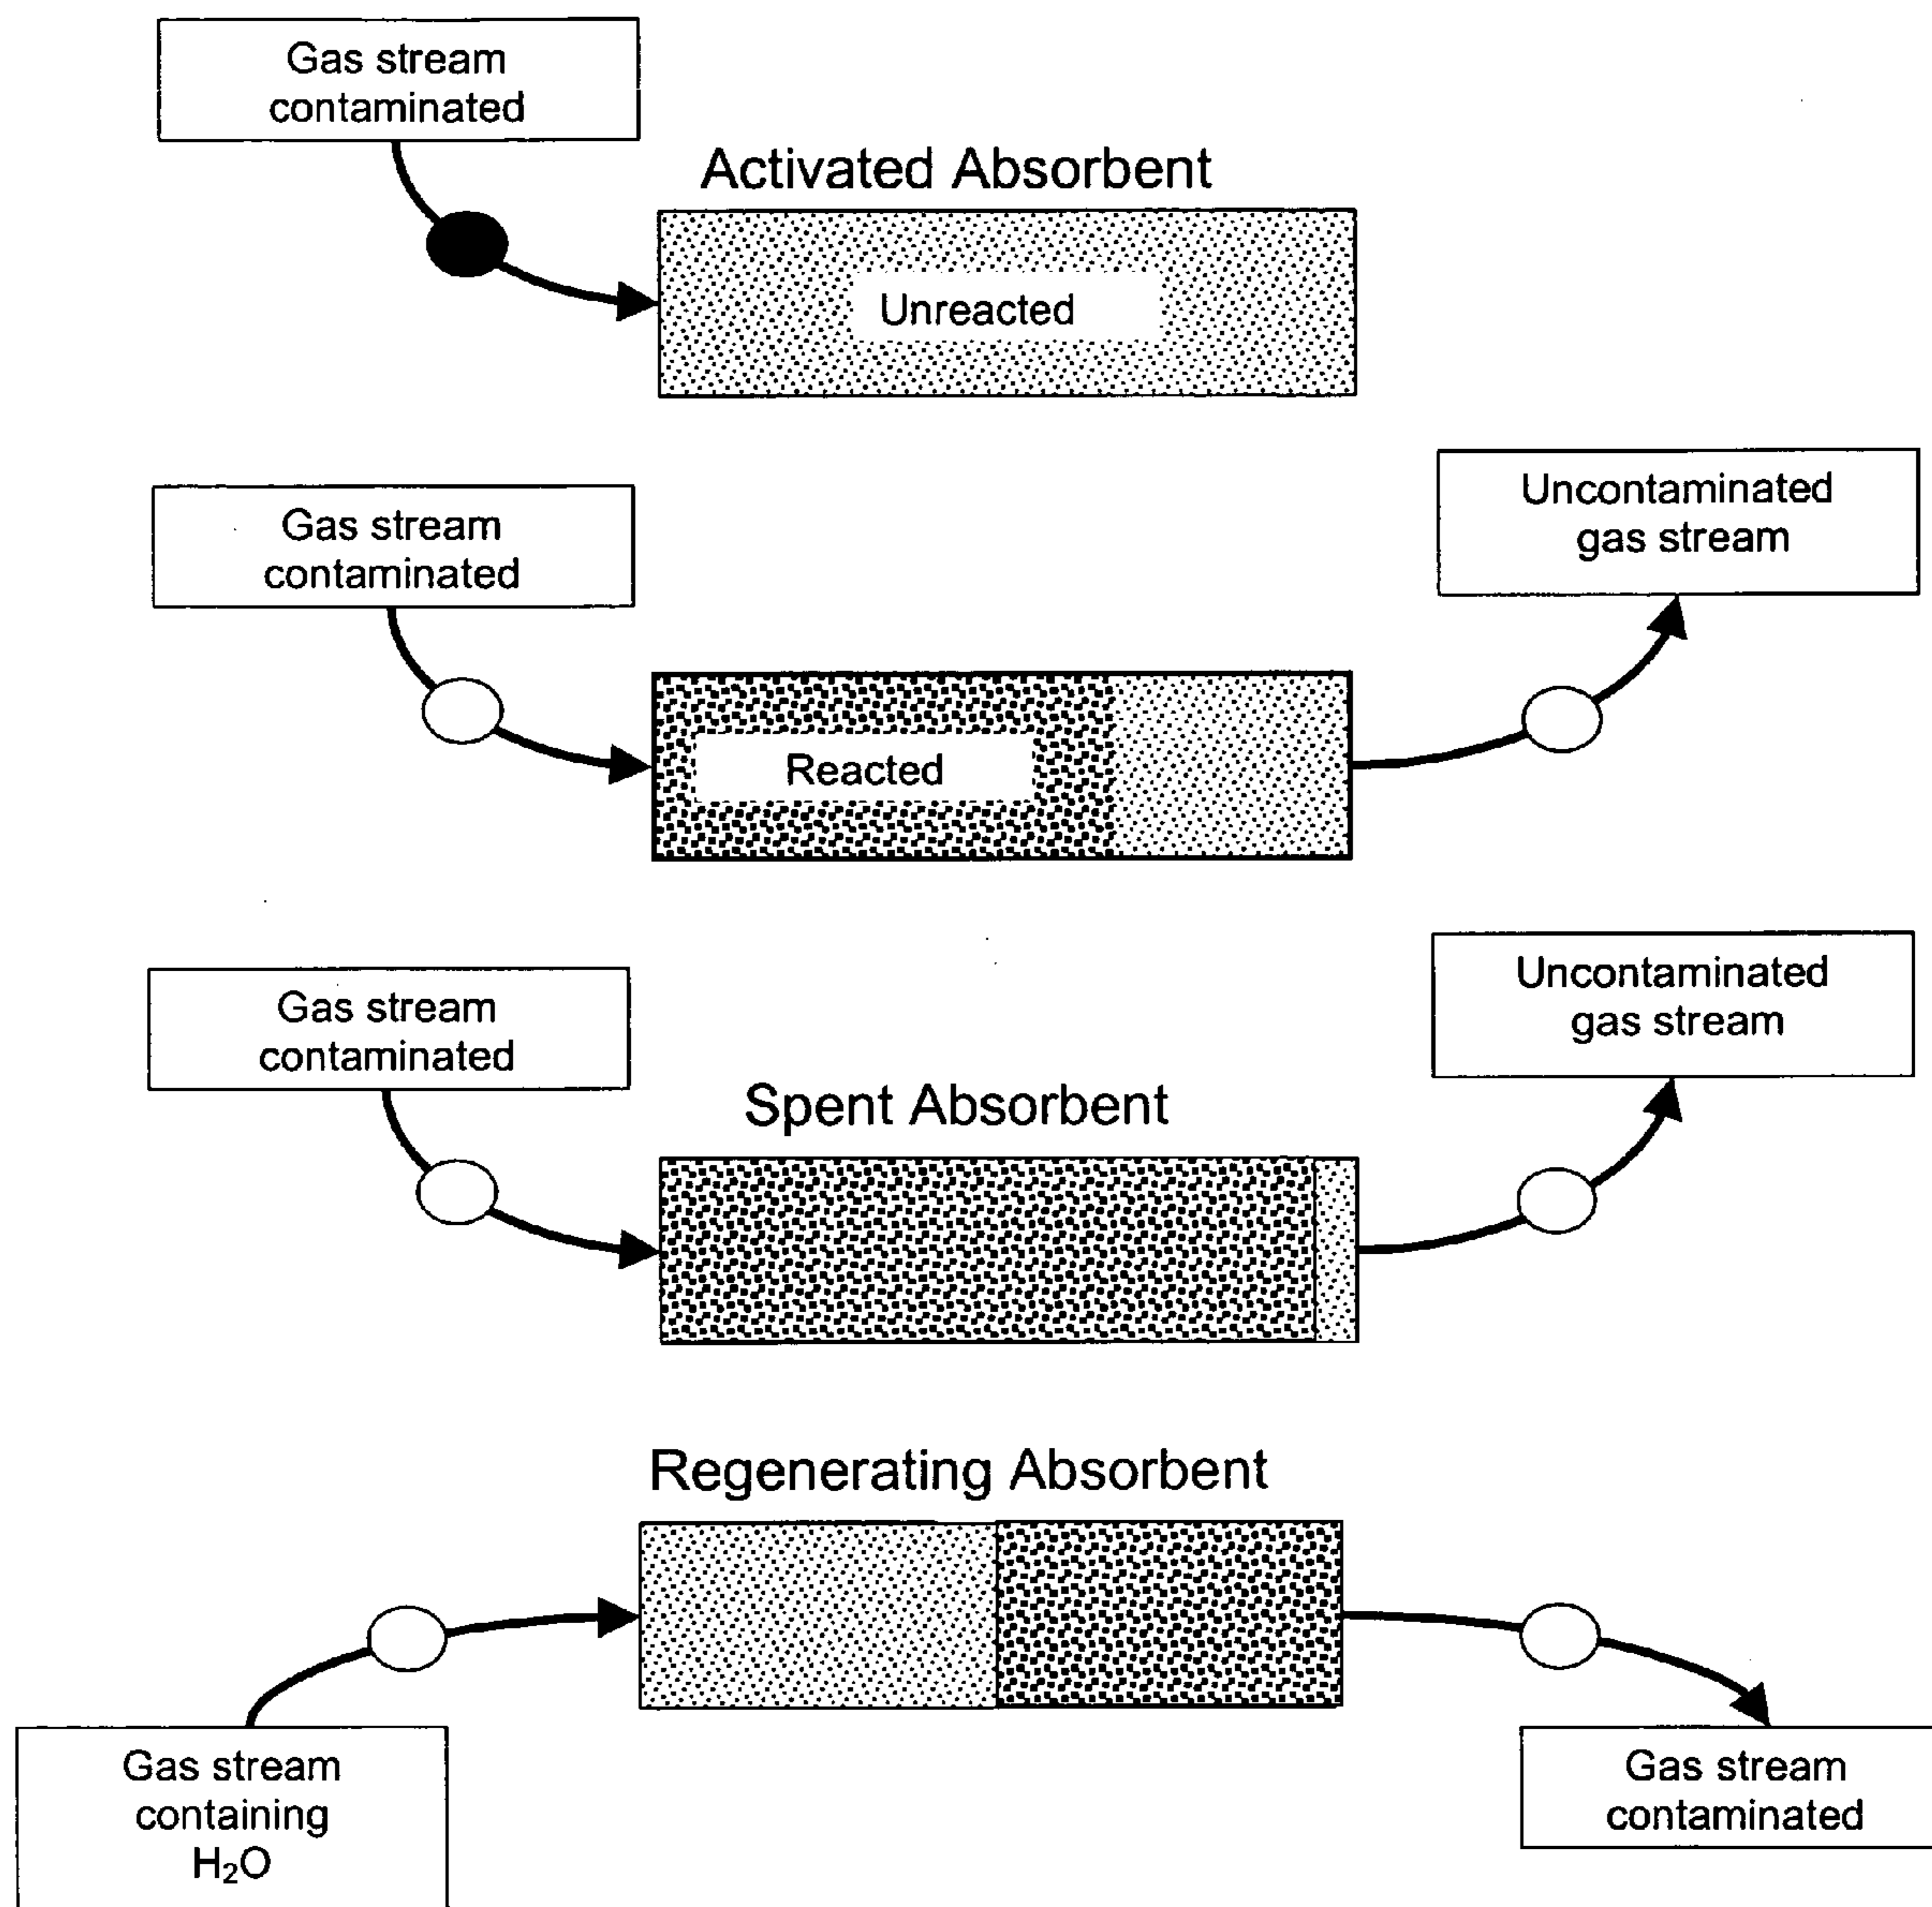 Gas stream
contaminated
Activated Absorbent
Unreacted
Gas stream
contaminated
Uncontaminated
gas stream
Reacted
Gas stream
contaminated
Uncontaminated
gas stream
Spent Absorbent
Regenerating Absorbent
Gas stream
containing
H₂O
Gas stream
contaminated